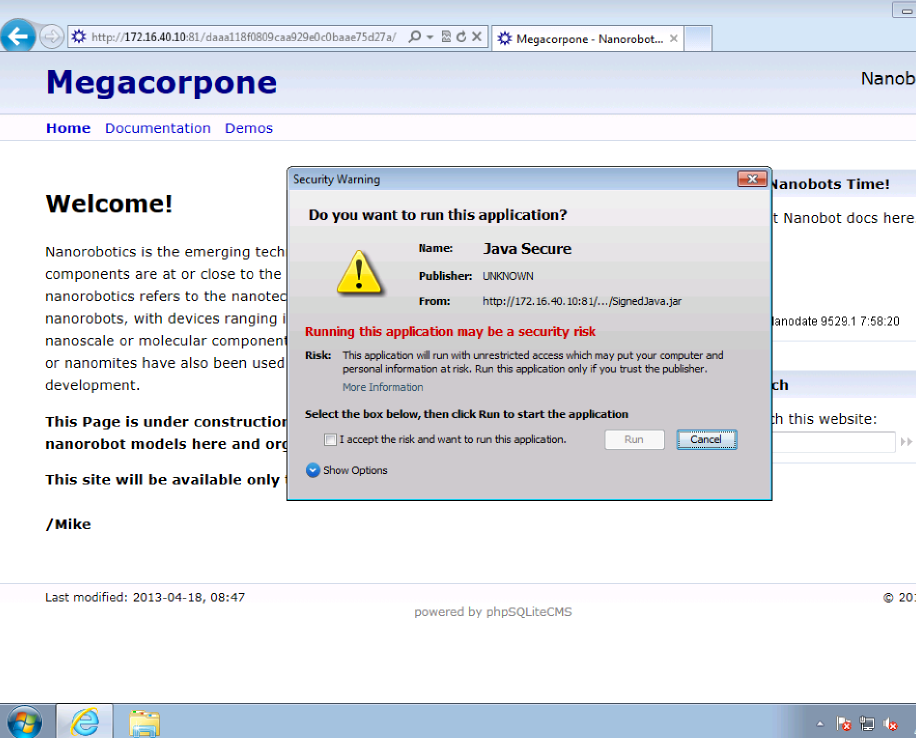 http://172.16.40.10:81/daaa118f0809caa929e0c0baae75d27a/
Megacorpone - Nanorobot...
Megacorpone
Nanob
Home Documentation Demos
Welcome!
Nanorobotics is the emerging tech
components are at or close to the
nanorobotics refers to the nanotec
nanorobots, with devices ranging i
nanoscale or molecular component
or nanomites have also been used
development.
This Page is under construction
nanorobot models here and org
This site will be available only
/Mike
Security Warning
Do you want to run this application?
Name: Java Secure
Publisher: UNKNOWN
From: http://172.16.40.10:81/.../SignedJava.jar
Running this application may be a security risk
Risk: This application will run with unrestricted access which may put your computer and
personal information at risk. Run this application only if you trust the publisher.
More Information
Select the box below, then click Run to start the application
I accept the risk and want to run this application.
Run
Cancel
Show Options
Nanobots Time!
t Nanobot docs here
Nanodate 9529.1 7:58:20
ch
ch this website:
Last modified: 2013-04-18, 08:47
© 201
powered by phpSQLiteCMS